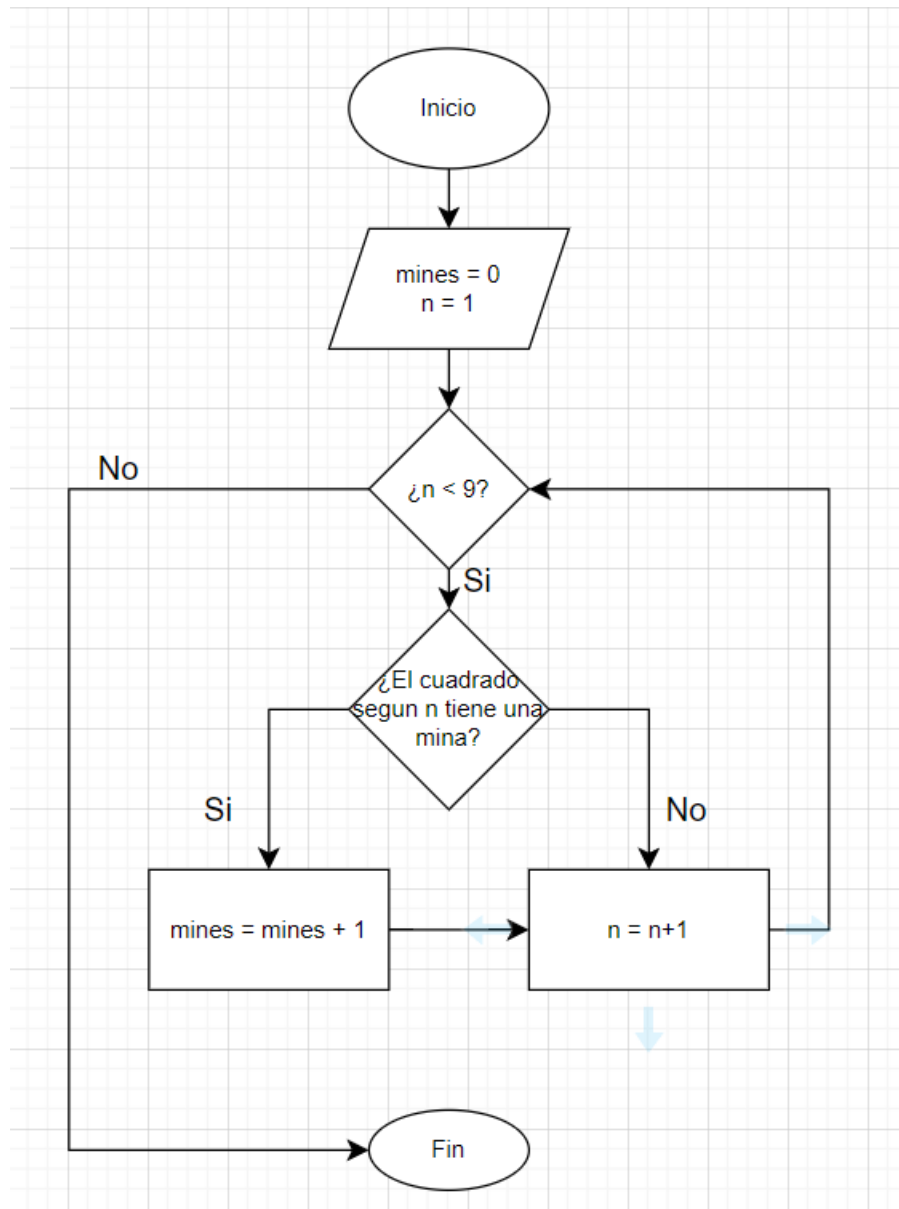 Inicio
mines = 0
n = 1
No
¿n < 9?
Si
¿El cuadrado
segun n tiene una
mina?
Si
No
mines = mines + 1
n = n+1
Fin